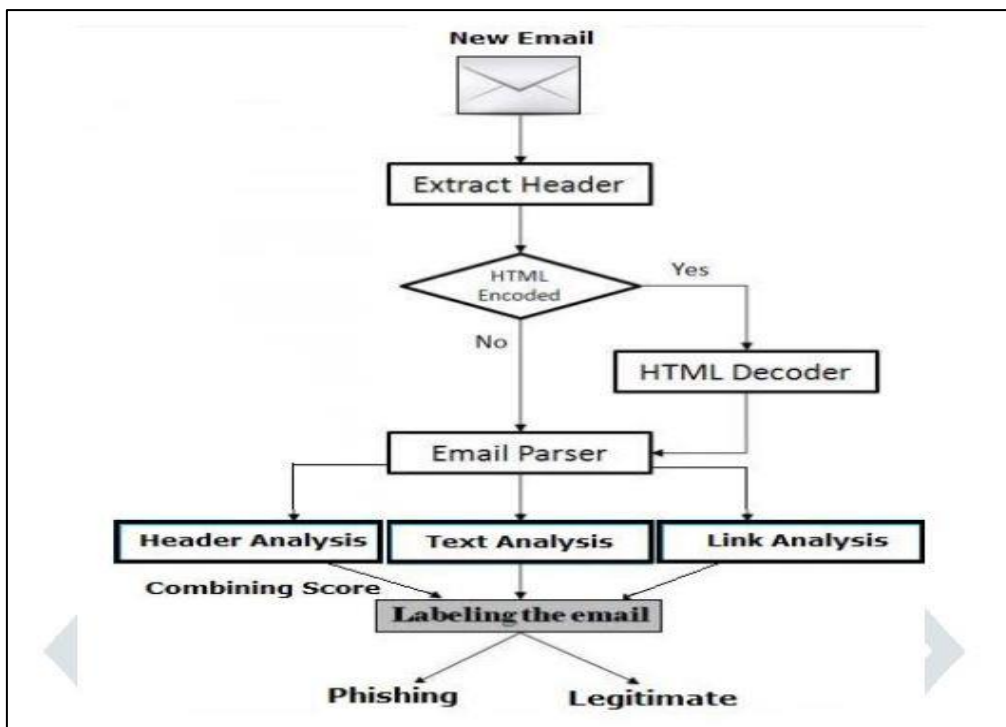 New Email
Extract Header
HTML
Encoded
Yes
No
HTML Decoder
Email Parser
Header Analysis
Text Analysis
Link Analysis
Combining Score
Labeling the email
Phishing
Legitimate